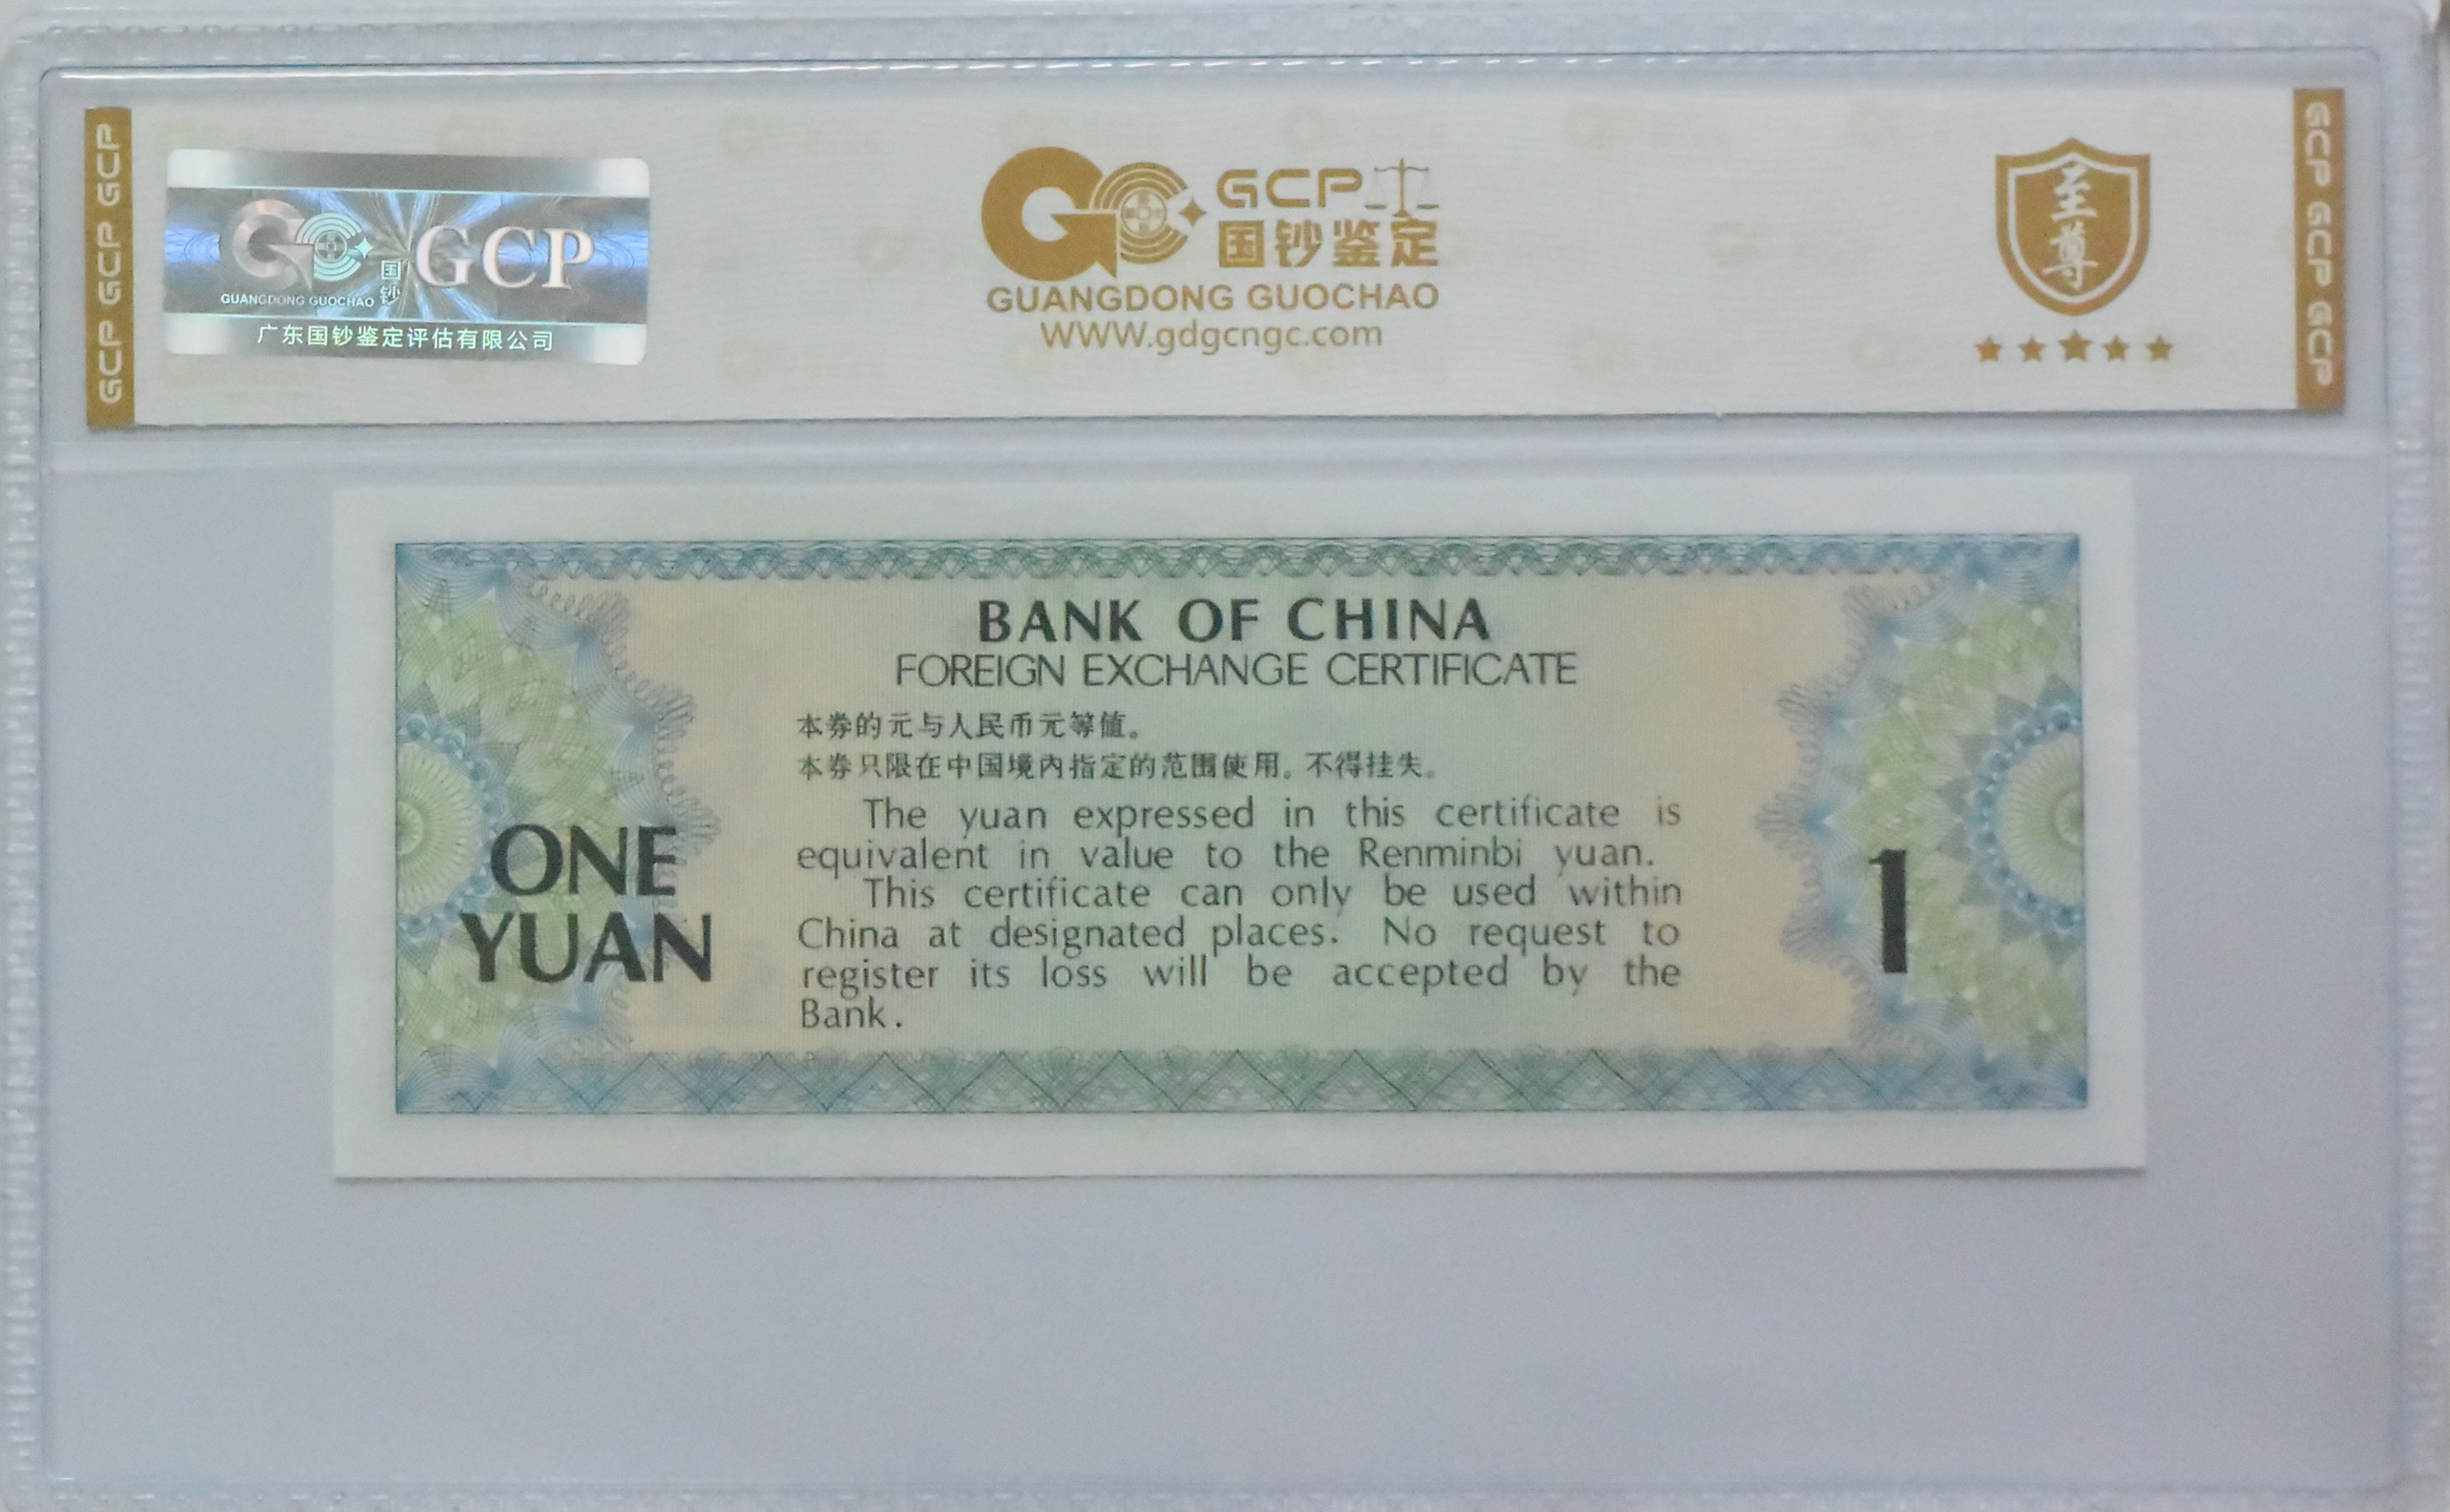 GCP GCP GCP
GCP
国钞
GUANGDONG GUOCHAO
广东国钞鉴定评估有限公司
GCP
国钞鉴定
GUANGDONG GUOCHAO
WWW.gdgcngc.com
至尊
GCP GCP GCP
BANK OF CHINA
FOREIGN EXCHANGE CERTIFICATE
本券的元与人民币元等值。
本券只限在中国境内指定的范围使用。不得挂失。
The yuan expressed in this certificate is
equivalent in value to the Renminbi yuan.
This certificate can only be used within
China at designated places. No request to
register its loss will be accepted by the
Bank.
ONE
YUAN
1